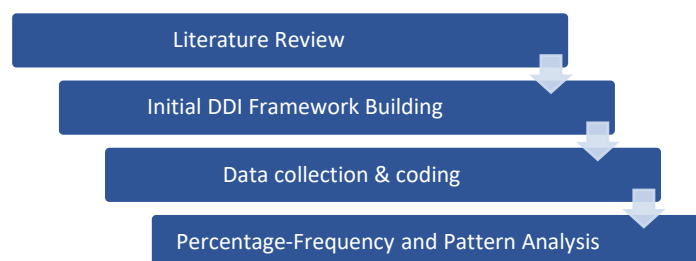 Literature Review
Initial DDI Framework Building
Data collection & coding
Percentage-Frequency and Pattern Analysis